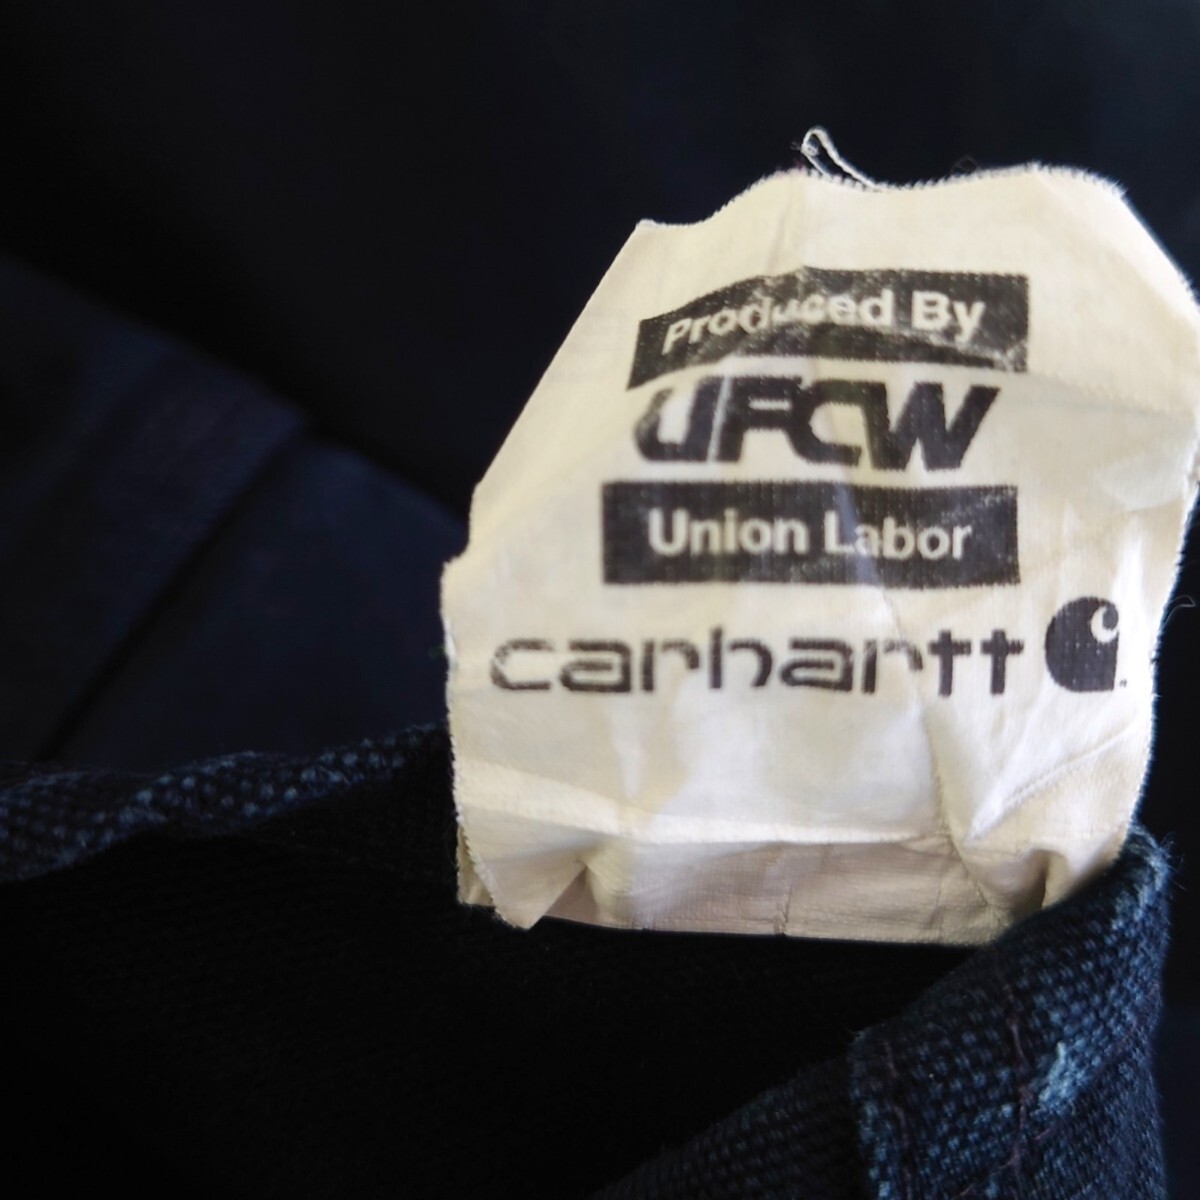 Produced By
UFCW
Union Labor
carhartt